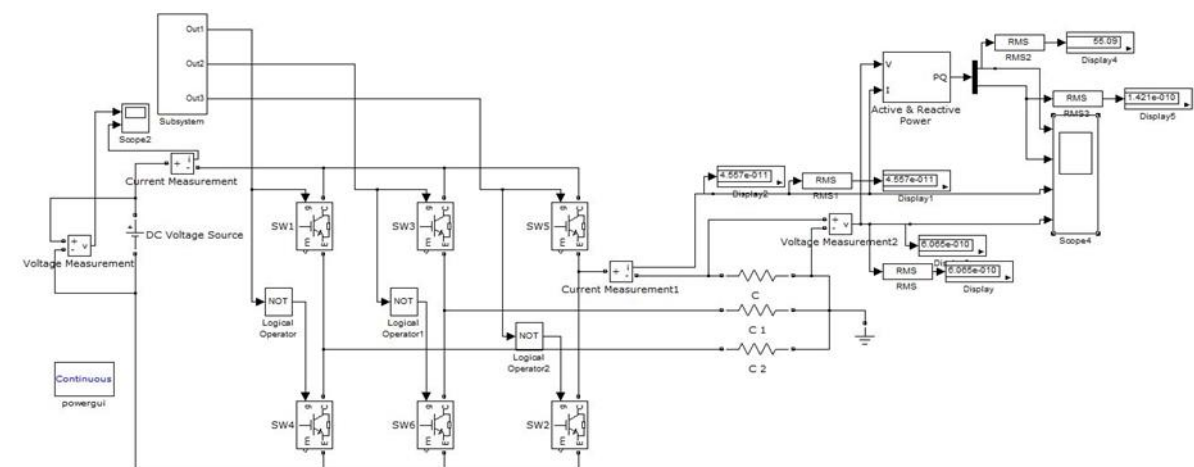 Out1
Out2
Out3
Subsystem
Scope2
Current Measurement
DC Voltage Source
Voltage Measurement
Continuous
powergui
SW1
SW3
SW5
g
C
E
NOT
Logical
Operator
NOT
Logical
Operator1
NOT
Logical
Operator2
SW4
SW6
SW2
Current Measurement1
C
C 1
C 2
Voltage Measurement2
V
I
PQ
Active & Reactive
Power
RMS
RMS2
55.09
Display4
RMS
RMS3
1.421e-010
Display5
4.557e-011
Display2
RMS
RMS1
4.557e-011
Display1
Scope4
6.065e-010
RMS
RMS
6.065e-010
Display